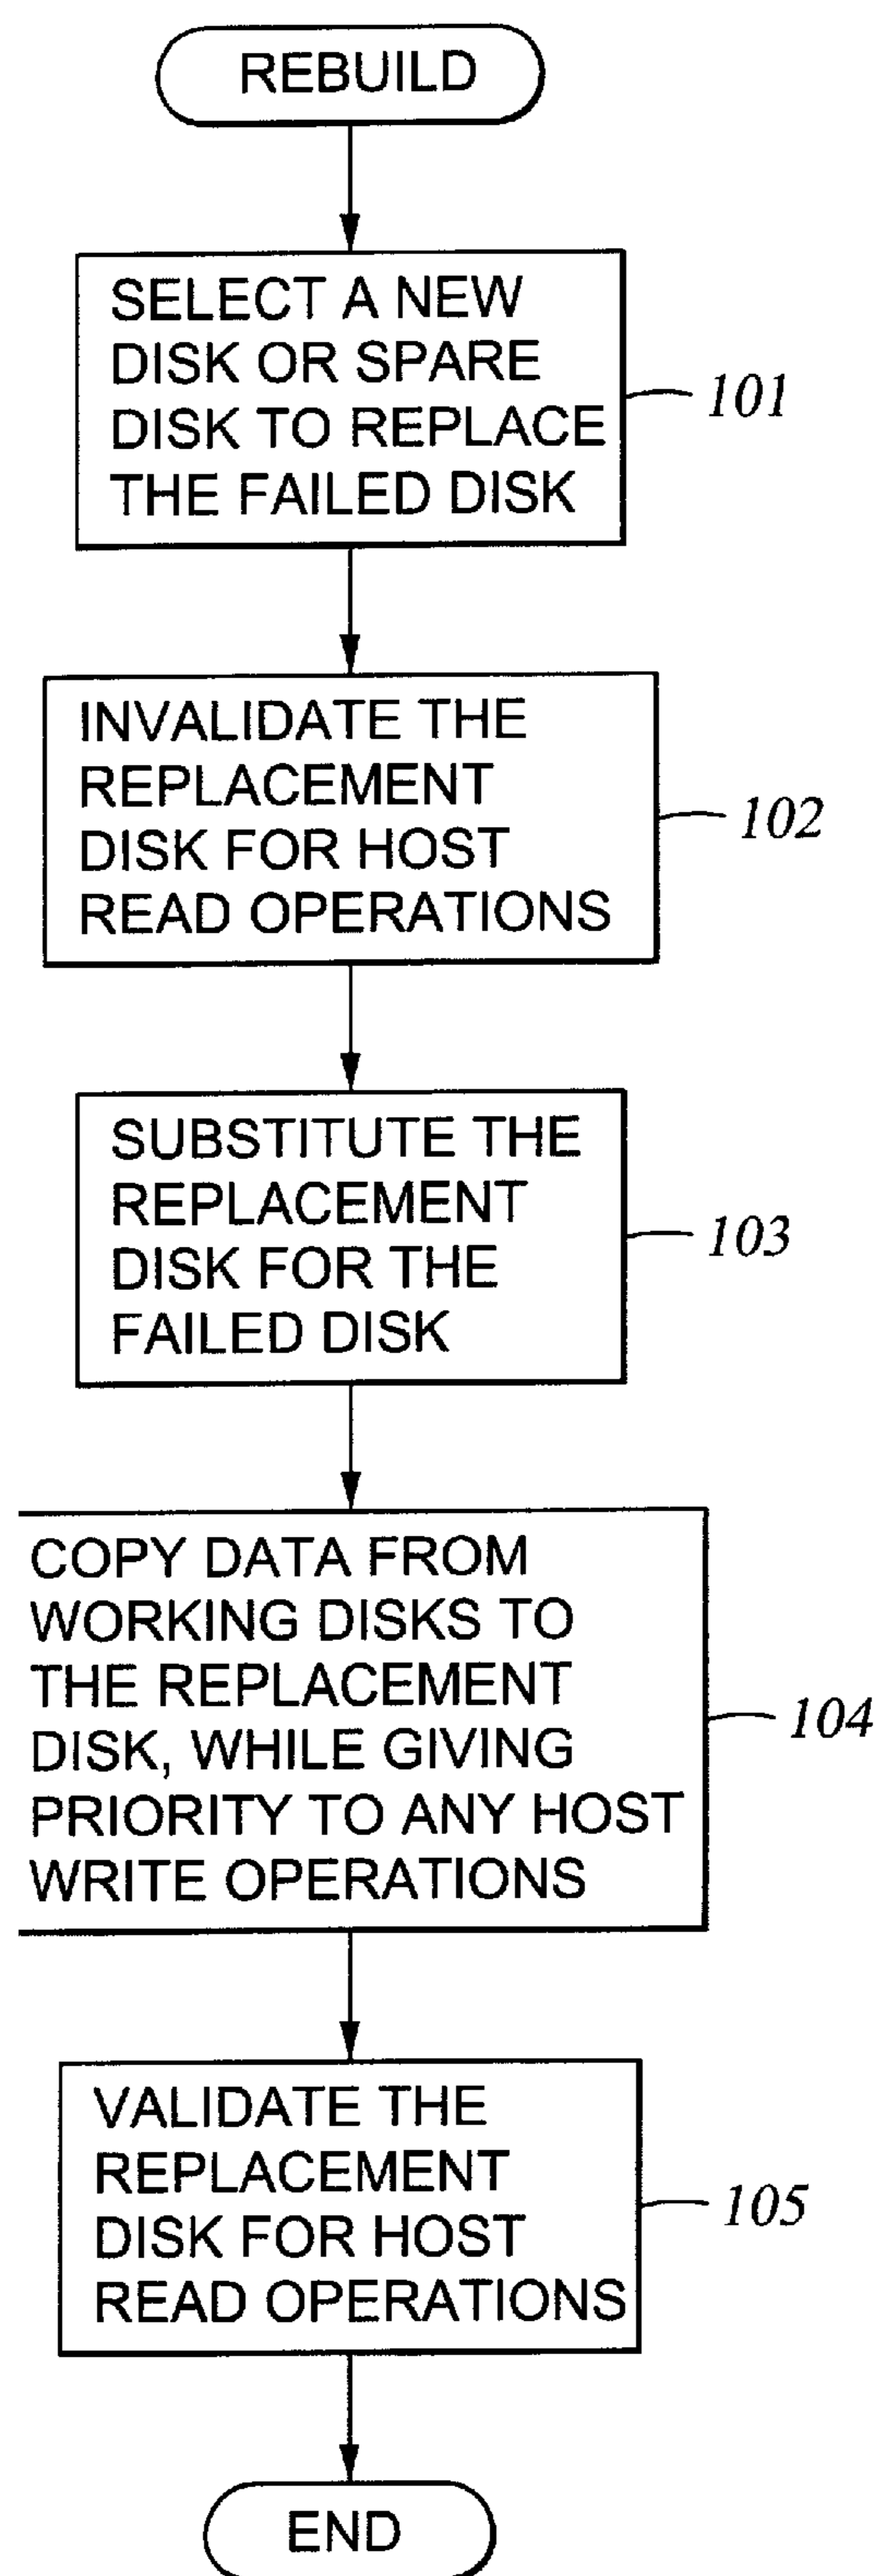 REBUILD
SELECT A NEW
DISK OR SPARE
DISK TO REPLACE
THE FAILED DISK
101
INVALIDATE THE
REPLACEMENT
DISK FOR HOST
READ OPERATIONS
102
SUBSTITUTE THE
REPLACEMENT
DISK FOR THE
FAILED DISK
103
COPY DATA FROM
WORKING DISKS TO
THE REPLACEMENT
DISK, WHILE GIVING
PRIORITY TO ANY HOST
WRITE OPERATIONS
104
VALIDATE THE
REPLACEMENT
DISK FOR HOST
READ OPERATIONS
105
END